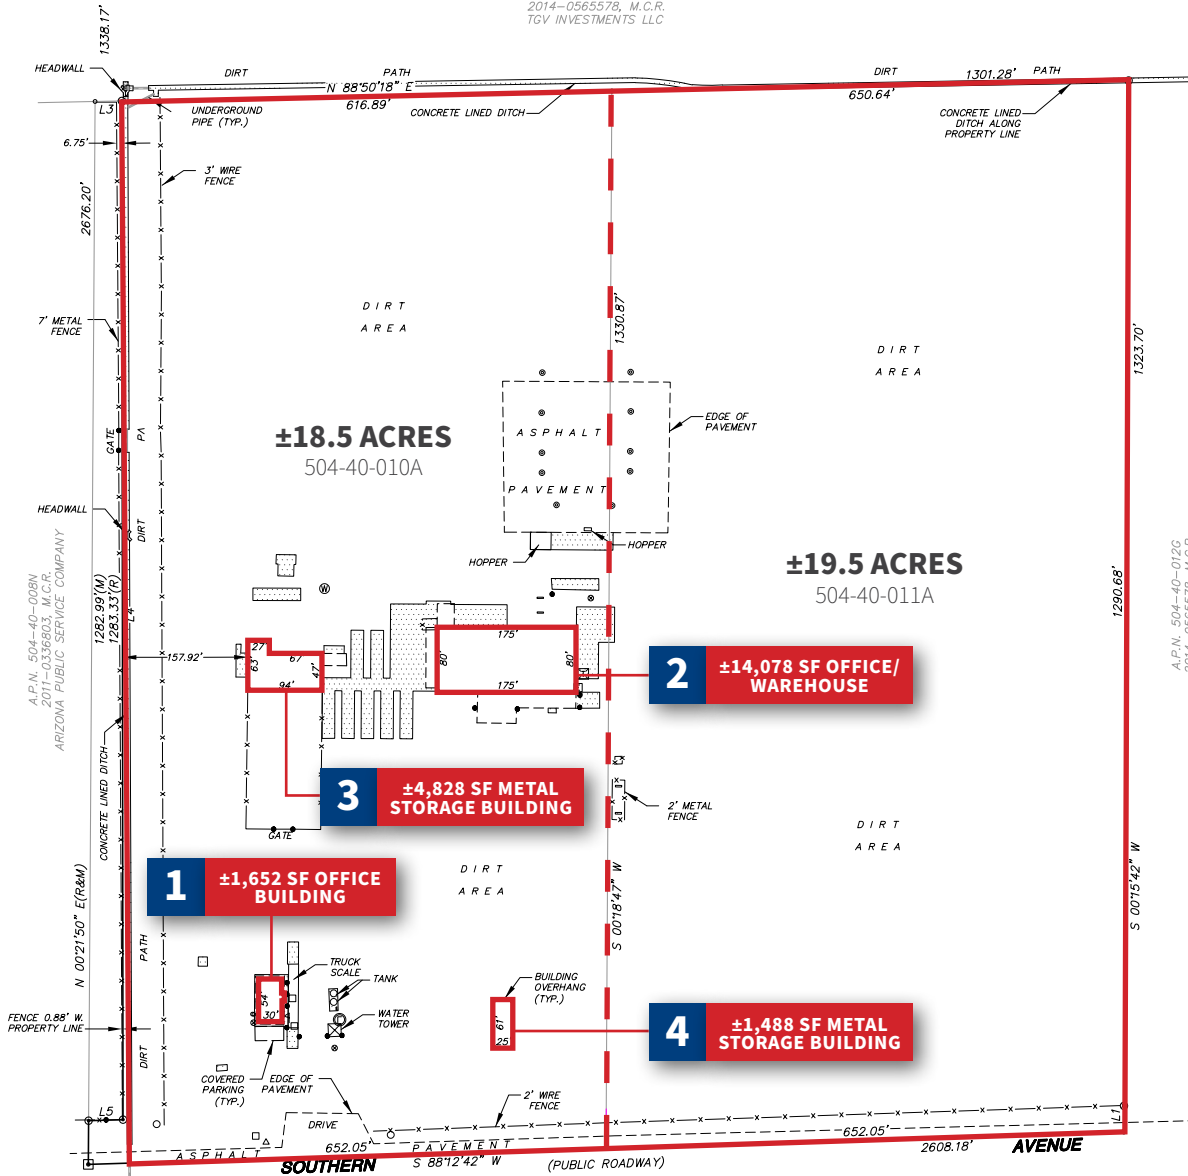 2014-0565578, M.C.R.
TGV INVESTMENTS LLC
1338.17'
HEADWALL
DIRT PATH
N 88°50'18" E
616.89'
CONCRETE LINED DITCH
DIRT
1301.28'
PATH
650.64'
CONCRETE LINED
DITCH ALONG
PROPERTY LINE
L3
UNDERGROUND
PIPE (TYP.)
6.75'
3' WIRE
FENCE
2676.20'
7' METAL
FENCE
DIRT
AREA
1330.87'
DIRT
AREA
1323.70'
GATE
±18.5 ACRES
504-40-010A
ASPHALT
PAVEMENT
EDGE OF
PAVEMENT
HEADWALL
DIRT
HOPPER
HOPPER
±19.5 ACRES
504-40-011A
A.P.N. 504-40-008N
2011-0336803, M.C.R.
ARIZONA PUBLIC SERVICE COMPANY
1282.99'(M)
1283.33'(R)
L4
1290.68'
A.P.N. 504-40-012G
W
157.92'
27'
67'
63'
47'
94'
175'
80'
80'
175'
2
±14,078 SF OFFICE/
WAREHOUSE
3
±4,828 SF METAL
STORAGE BUILDING
GATE
CONCRETE LINED DITCH
2' METAL
FENCE
DIRT
AREA
1
±1,652 SF OFFICE
BUILDING
DIRT
AREA
N 00°21'50" E(R&M)
S 00°18'47" W
S 00°15'42" W
PATH
TRUCK
SCALE
TANK
WATER
TOWER
54'
30'
BUILDING
OVERHANG
(TYP.)
61'
25
4
±1,488 SF METAL
STORAGE BUILDING
FENCE 0.88' W.
PROPERTY LINE
DIRT
COVERED
PARKING
(TYP.)
EDGE OF
PAVEMENT
2' WIRE
FENCE
L5
DRIVE
L1
652.05'
652.05'
ASPHALT
PAVEMENT
SOUTHERN
S 88°12'42" W
(PUBLIC ROADWAY)
2608.18'
AVENUE